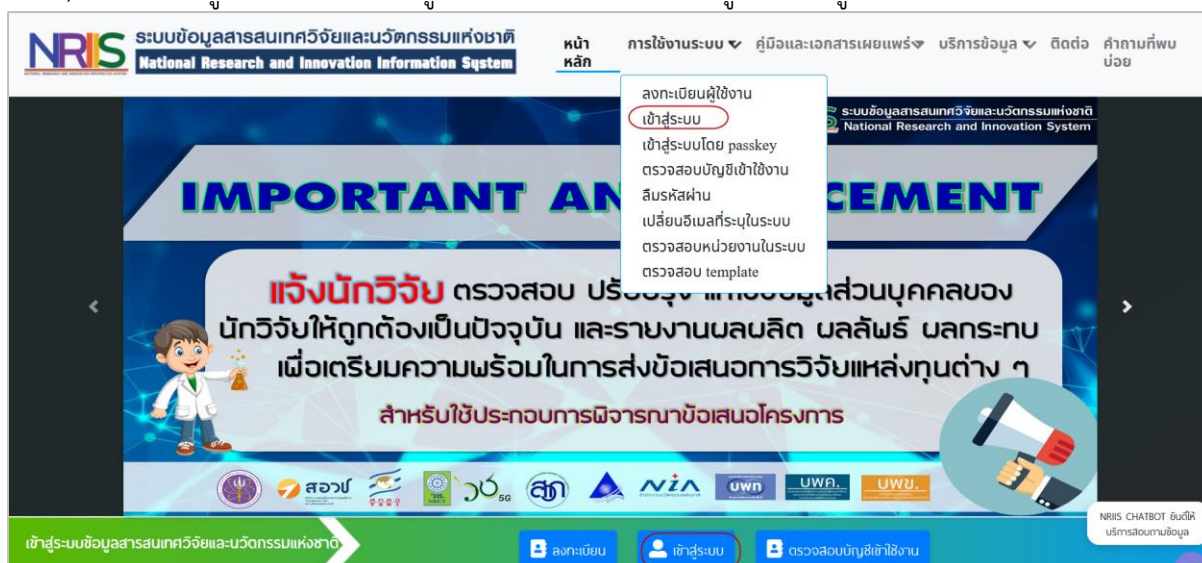 NRIIS ระบบข้อมูลสารสนเทศวิจัยและนวัตกรรมแห่งชาติ
National Research and Innovation Information System
หน้าหลัก
การใช้งานระบบ
คู่มือและเอกสารเผยแพร่
บริการข้อมูล
ติดต่อ
คำถามที่พบบ่อย
ลงทะเบียนผู้ใช้งาน
เข้าสู่ระบบ
เข้าสู่ระบบโดย passkey
ตรวจสอบบัญชีเข้าใช้งาน
ลืมรหัสผ่าน
เปลี่ยนอีเมลที่ระบุในระบบ
ตรวจสอบหน่วยงานในระบบ
ตรวจสอบ template
ระบบข้อมูลสารสนเทศวิจัยและนวัตกรรมแห่งชาติ
National Research and Innovation System
IMPORTANT AN CEMENT
แจ้งนักวิจัย ตรวจสอบ ส่วนบุคคลของ
นักวิจัยให้ถูกต้องเป็นปัจจุบัน และรายงานผลผลิต ผลลัพธ์ ผลกระทบ
เพื่อเตรียมความพร้อมในการส่งข้อเสนอการวิจัยแหล่งทุนต่าง ๆ
สำหรับใช้ประกอบการพิจารณาข้อเสนอโครงการ
สอวช วช. 5G สก NIA บพท บพค. บพข.
เข้าสู่ระบบข้อมูลสารสนเทศวิจัยและนวัตกรรมแห่งชาติ
ลงทะเบียน
เข้าสู่ระบบ
ตรวจสอบบัญชีเข้าใช้งาน
NRIIS CHATBOT ยินดีให้
บริการสอบถามข้อมูล